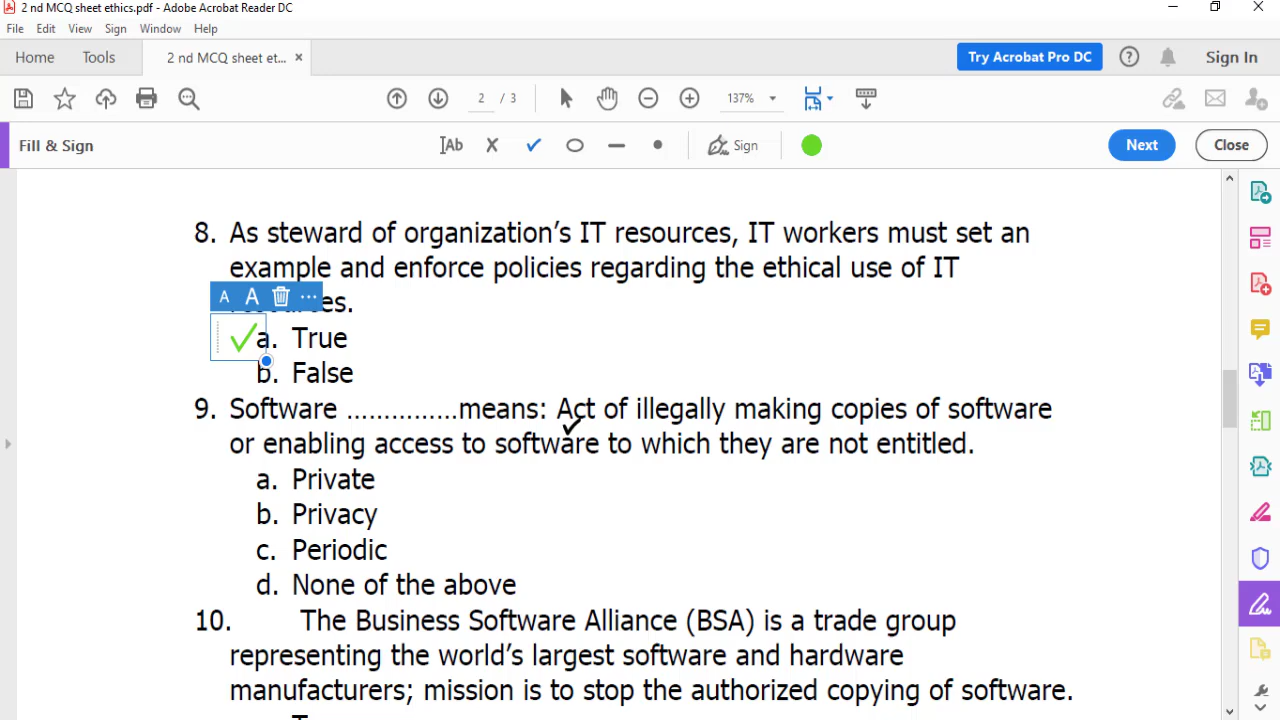 2 nd MCQ sheet ethics.pdf - Adobe Acrobat Reader DC
File Edit View Sign Window Help
Home Tools 2 nd MCQ sheet et... × Try Acrobat Pro DC Sign In
2 / 3 137%
Fill & Sign Ab Sign Next Close
8. As steward of organization’s IT resources, IT workers must set an
example and enforce policies regarding the ethical use of IT
A A
a. True
b. False
9. Software ……………means: Act of illegally making copies of software
or enabling access to software to which they are not entitled.
a. Private
b. Privacy
c. Periodic
d. None of the above
10. The Business Software Alliance (BSA) is a trade group
representing the world’s largest software and hardware
manufacturers; mission is to stop the authorized copying of software.